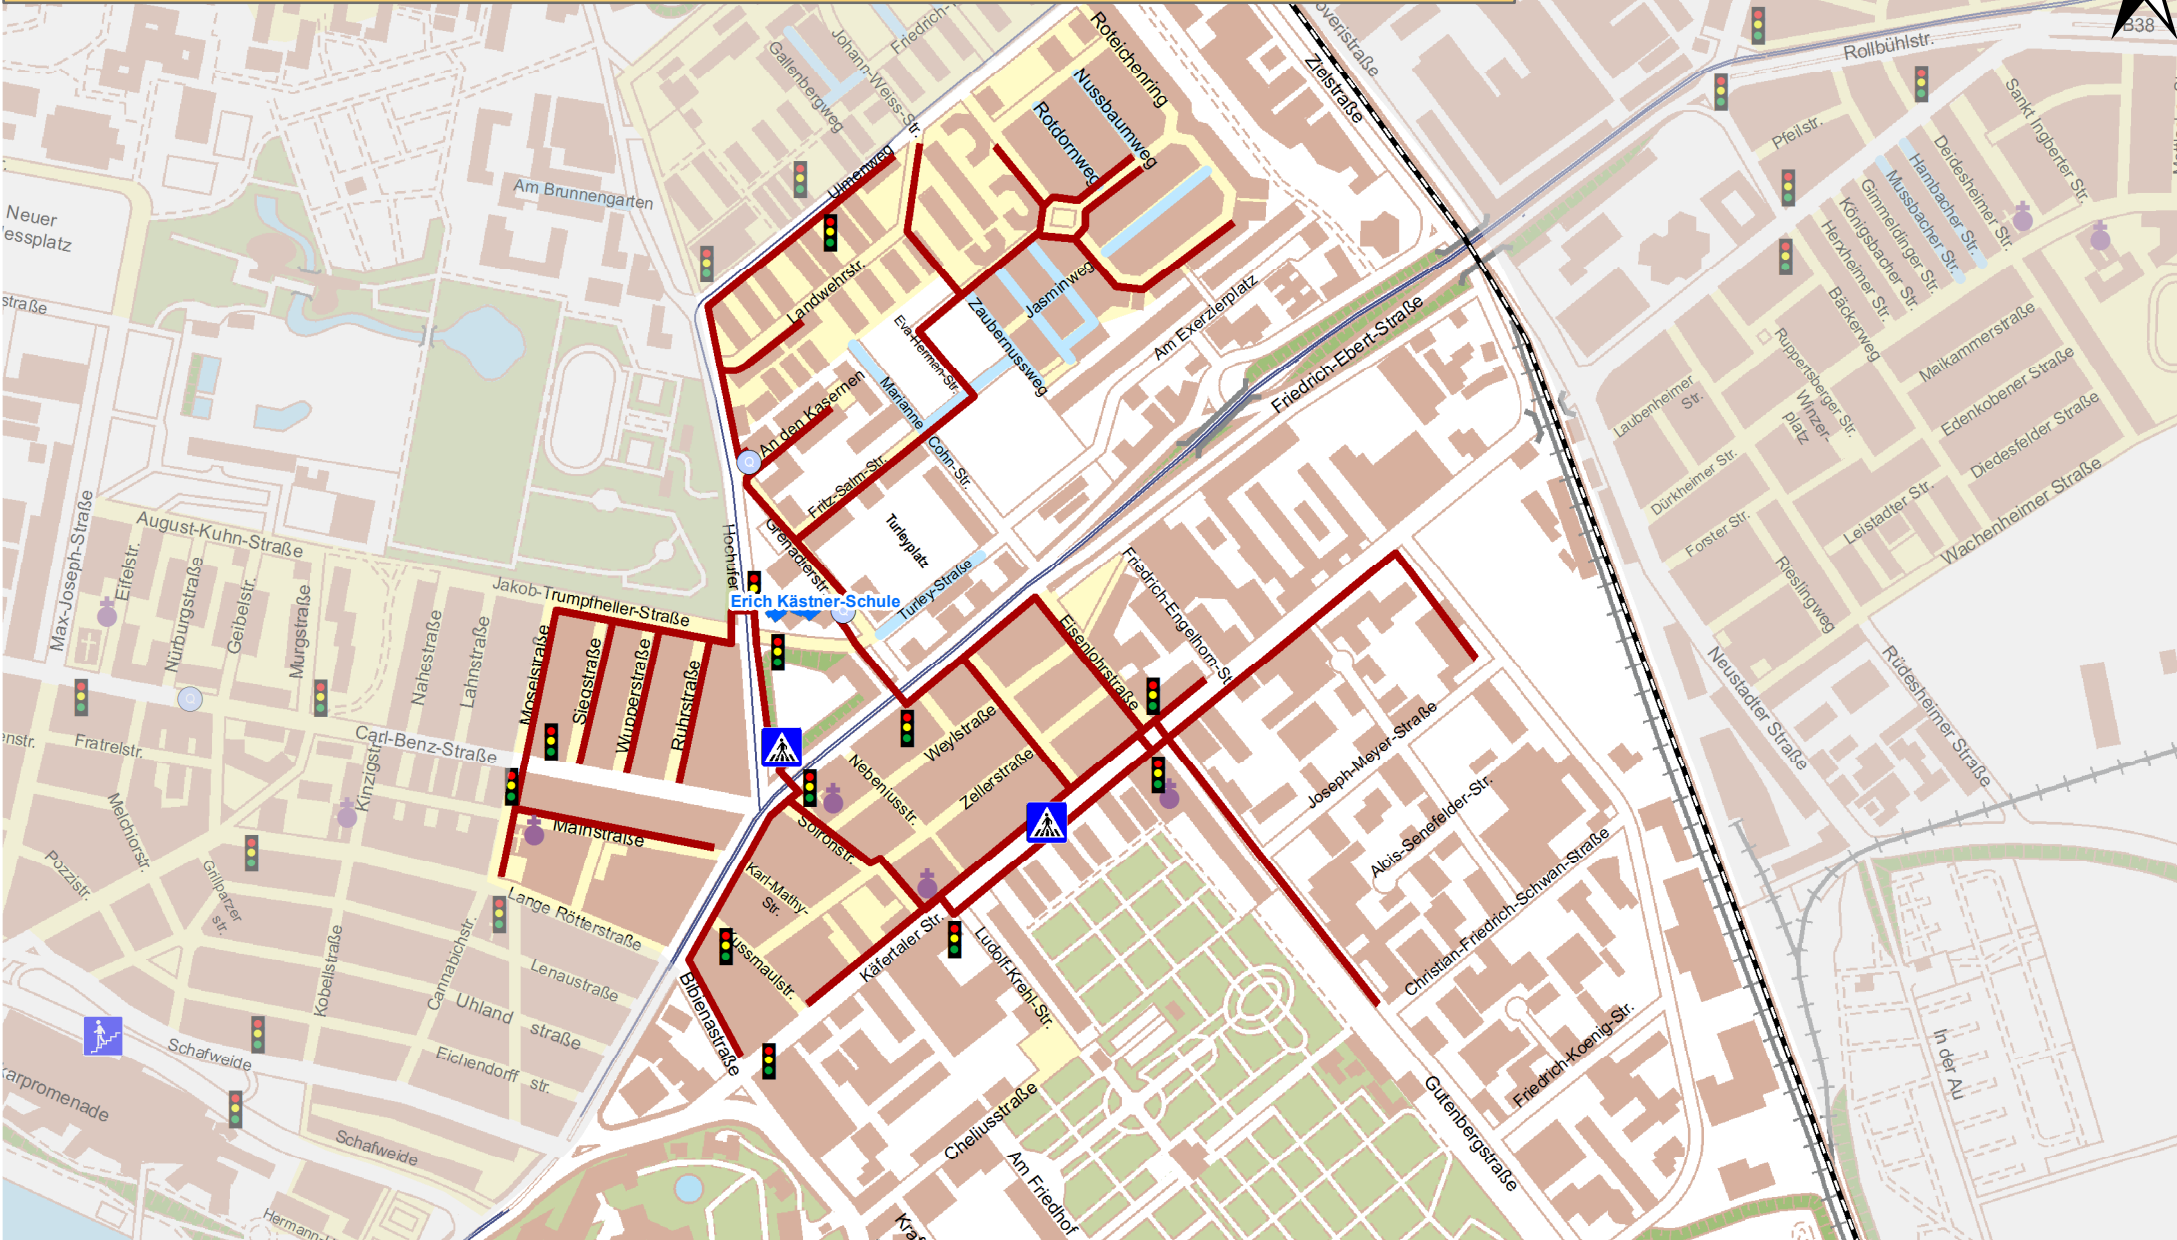 overistraße
Zielstraße
B38
Rollbühlstr.
Friedrich-
Johann-Weiss-Str.
Gallenbergweg
Roteichenring
Nussbaumweg
Rotdornweg
Ulmenweg
Am Brunnengarten
Neuer
essplatz
straße
Pfeilstr.
Sankt Ingberter Str.
Deidesheimer Str.
Hambacher Str.
Mussbacher Str.
Gimmeldinger Str.
Königsbacher Str.
Herxheimer Str.
Bäckerweg
Landwehrstr.
Jasminweg
Zaubernussweg
Eva-Hermen-Str.
Am Exerzierplatz
Friedrich-Ebert-Straße
Marianne Cohn-Str.
An den Kasernen
Fritz-Salm-Str.
Grenadierstr.
Turleyplatz
Turley-Straße
Hochufer
Erich Kästner-Schule
Maikammerstraße
Ruppertsberger Str.
Winzer-
platz
Laubenheimer
Str.
Edenkobener Straße
Diedesfelder Straße
Dürkheimer Str.
Forster Str.
Leistadter Str.
Wachenheimer Straße
Rieslingweg
Rüdesheimer Straße
Neustadter Straße
Max-Joseph-Straße
August-Kuhn-Straße
Eifelstr.
Nürburgstraße
Geibelstr.
Murgstraße
Nahestraße
Lahnstraße
Jakob-Trumpfheller-Straße
Moselstraße
Siegstraße
Wupperstraße
Ruhrstraße
Carl-Benz-Straße
enstr.
Fratrelstr.
Kinzigstr.
Melchiorstr.
Pozzistr.
Grillparzer
str.
Mainstraße
Lange Rötterstraße
Lenaustraße
Kobellstraße
Cannabichstr.
Uhland straße
Eichendorff str.
Schafweide
Schafweide
karpromenade
Friedrich-Engelhorn-St
Eisenlohrstraße
Weylstraße
Nebeniusstr.
Zellerstraße
Soironstr.
Karl-Mathy-
Str.
ussmaulstr.
Bibienastraße
Käfertaler Str.
Ludolf-Krehl-Str.
Joseph-Meyer-Straße
Alois-Senefelder-Str.
Christian-Friedrich-Schwan-Straße
Friedrich-Koenig-Str.
Gutenbergstraße
Cheliusstraße
Am Friedhof
In der Au